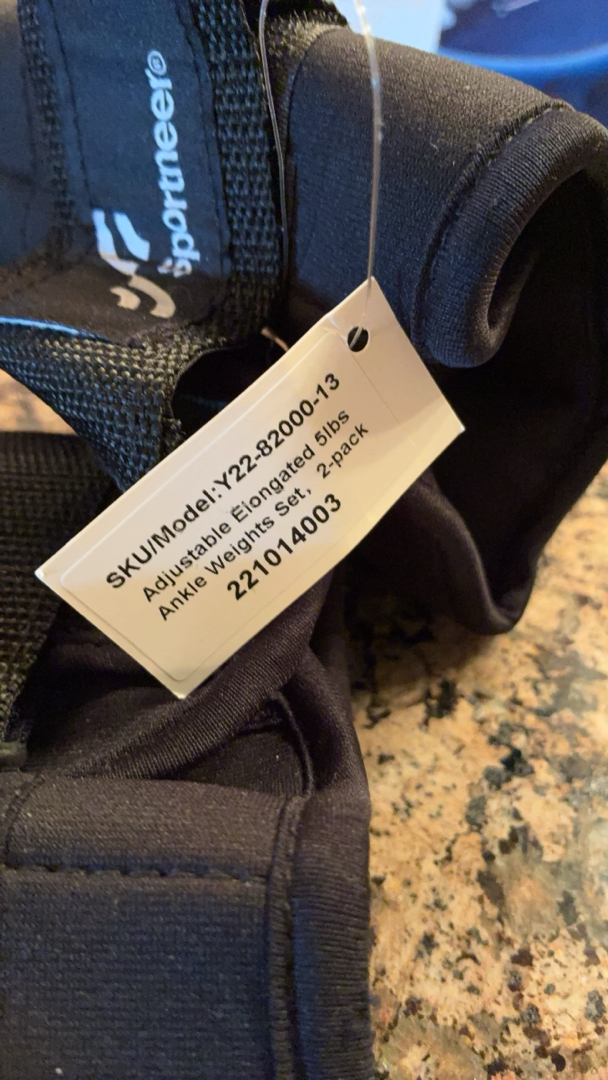 Sportneer®
SKU/Model:Y22-82000-13
Adjustable Elongated 5lbs
Ankle Weights Set, 2-pack
221014003